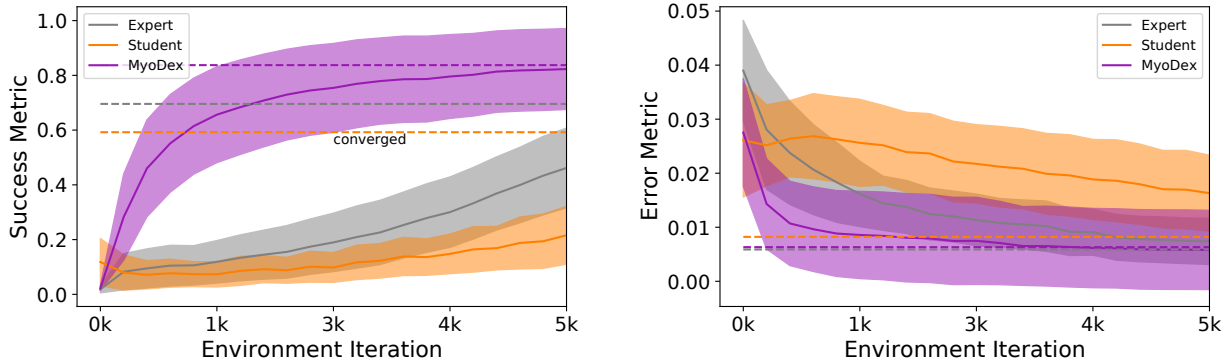 Success Metric
1.0
0.8
0.6
0.4
0.2
0.0
Expert
Student
MyoDex
converged
0k
1k
3k
4k
5k
Environment Iteration
Error Metric
0.05
0.04
0.03
0.02
0.01
0.00
Expert
Student
MyoDex
0k
1k
3k
4k
5k
Environment Iteration